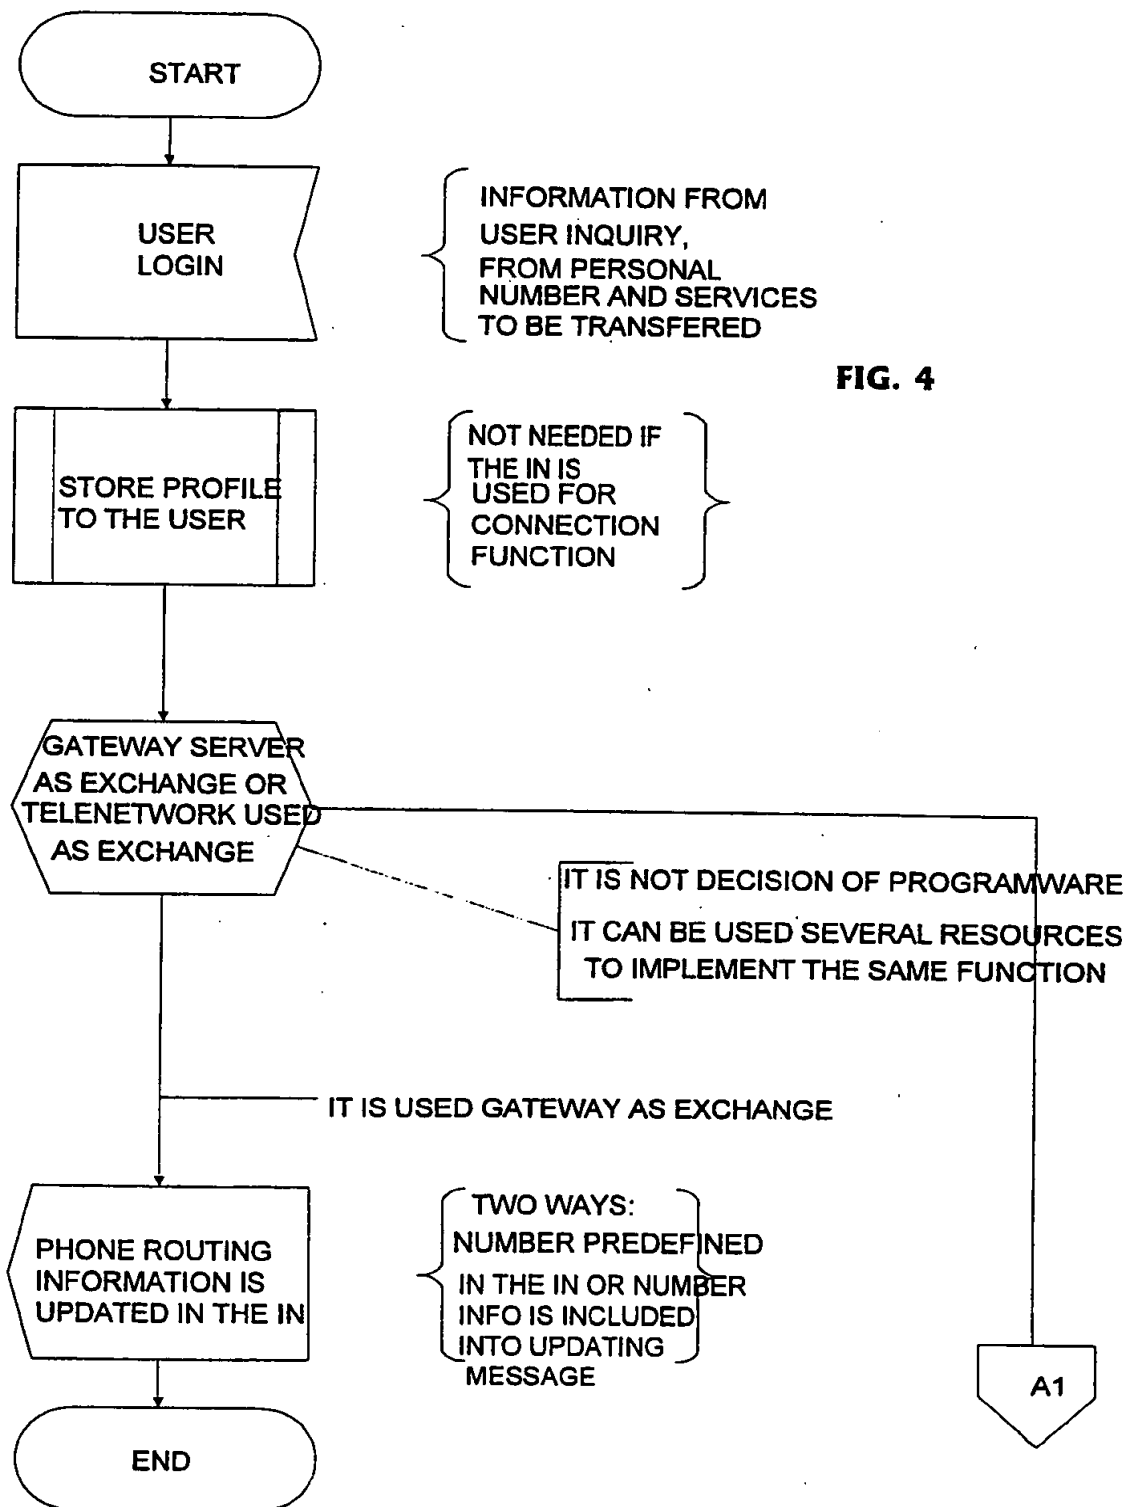 START
USER
LOGIN
INFORMATION FROM
USER INQUIRY,
FROM PERSONAL
NUMBER AND SERVICES
TO BE TRANSFERED
FIG. 4
STORE PROFILE
TO THE USER
NOT NEEDED IF
THE IN IS
USED FOR
CONNECTION
FUNCTION
GATEWAY SERVER
AS EXCHANGE OR
TELENETWORK USED
AS EXCHANGE
IT IS NOT DECISION OF PROGRAMWARE
IT CAN BE USED SEVERAL RESOURCES
TO IMPLEMENT THE SAME FUNCTION
IT IS USED GATEWAY AS EXCHANGE
PHONE ROUTING
INFORMATION IS
UPDATED IN THE IN
TWO WAYS:
NUMBER PREDEFINED
IN THE IN OR NUMBER
INFO IS INCLUDED
INTO UPDATING
MESSAGE
A1
END